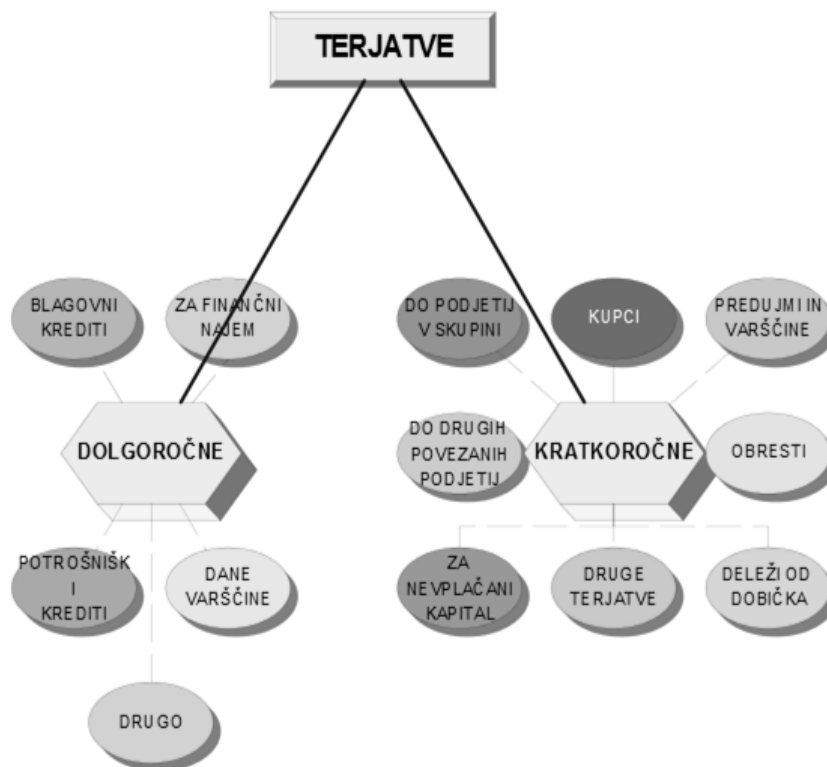 TERJATVE
BLAGOVNI
KREDITI
ZA FINANČNI
NAJEM
DOLGOROČNE
POTROŠNIŠK
I
KREDITI
DANE
VARŠČINE
DRUGO
DO PODJETIJ
V SKUPINI
KUPCI
PREDUJMI IN
VARŠČINE
DO DRUGIH
POVEZANIH
PODJETIJ
KRATKOROČNE
OBRESTI
ZA
NEVPLAČANI
KAPITAL
DRUGE
TERJATVE
DELEŽI OD
DOBIČKA